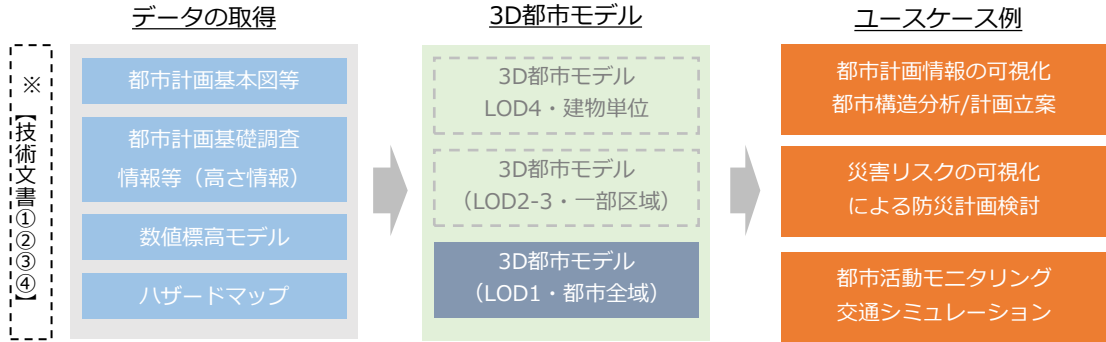 データの取得
※【技術文書①②③④】
都市計画基本図等
都市計画基礎調査
情報等（高さ情報）
数値標高モデル
ハザードマップ
3D都市モデル
3D都市モデル
LOD4・建物単位
3D都市モデル
（LOD2-3・一部区域）
3D都市モデル
（LOD1・都市全域）
ユースケース例
都市計画情報の可視化
都市構造分析/計画立案
災害リスクの可視化
による防災計画検討
都市活動モニタリング
交通シミュレーション